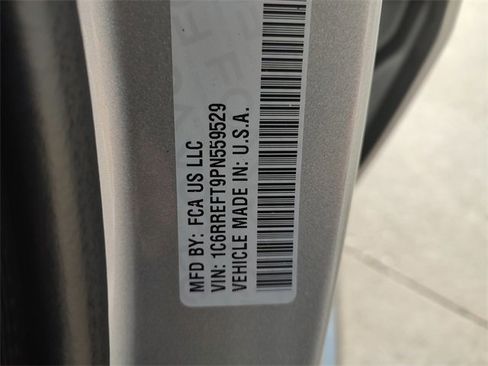 MFD BY: FCA US LLC
VIN: 1C6RREFT9PN559529
VEHICLE MADE IN: U.S.A.